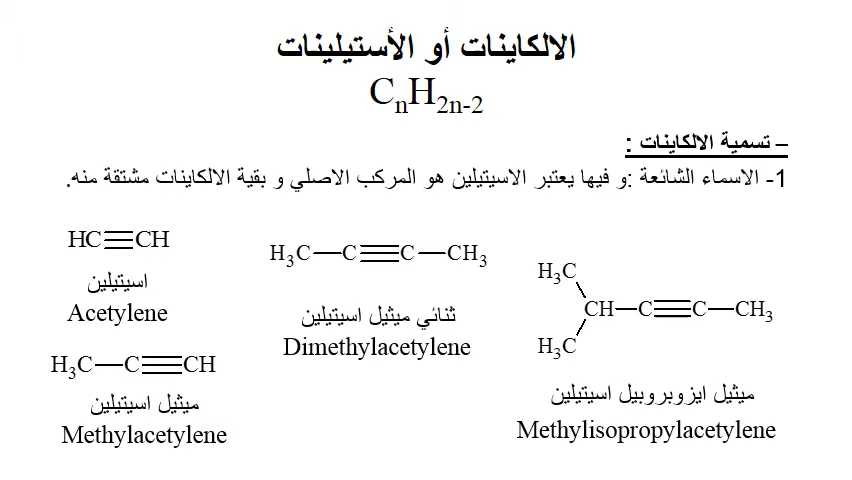 الالكاينات أو الأستيلينات
CnH2n-2
– تسمية الالكاينات :
1- الاسماء الشائعة :و فيها يعتبر الاسيتيلين هو المركب الاصلي و بقية الالكاينات مشتقة منه.
HC≡CH
اسيتيلين
Acetylene
H3C—C≡CH
ميثيل اسيتيلين
Methylacetylene
H3C—C≡C—CH3
ثنائي ميثيل اسيتيلين
Dimethylacetylene
H3C
CH—C≡C—CH3
H3C
ميثيل ايزوبروبيل اسيتيلين
Methylisopropylacetylene